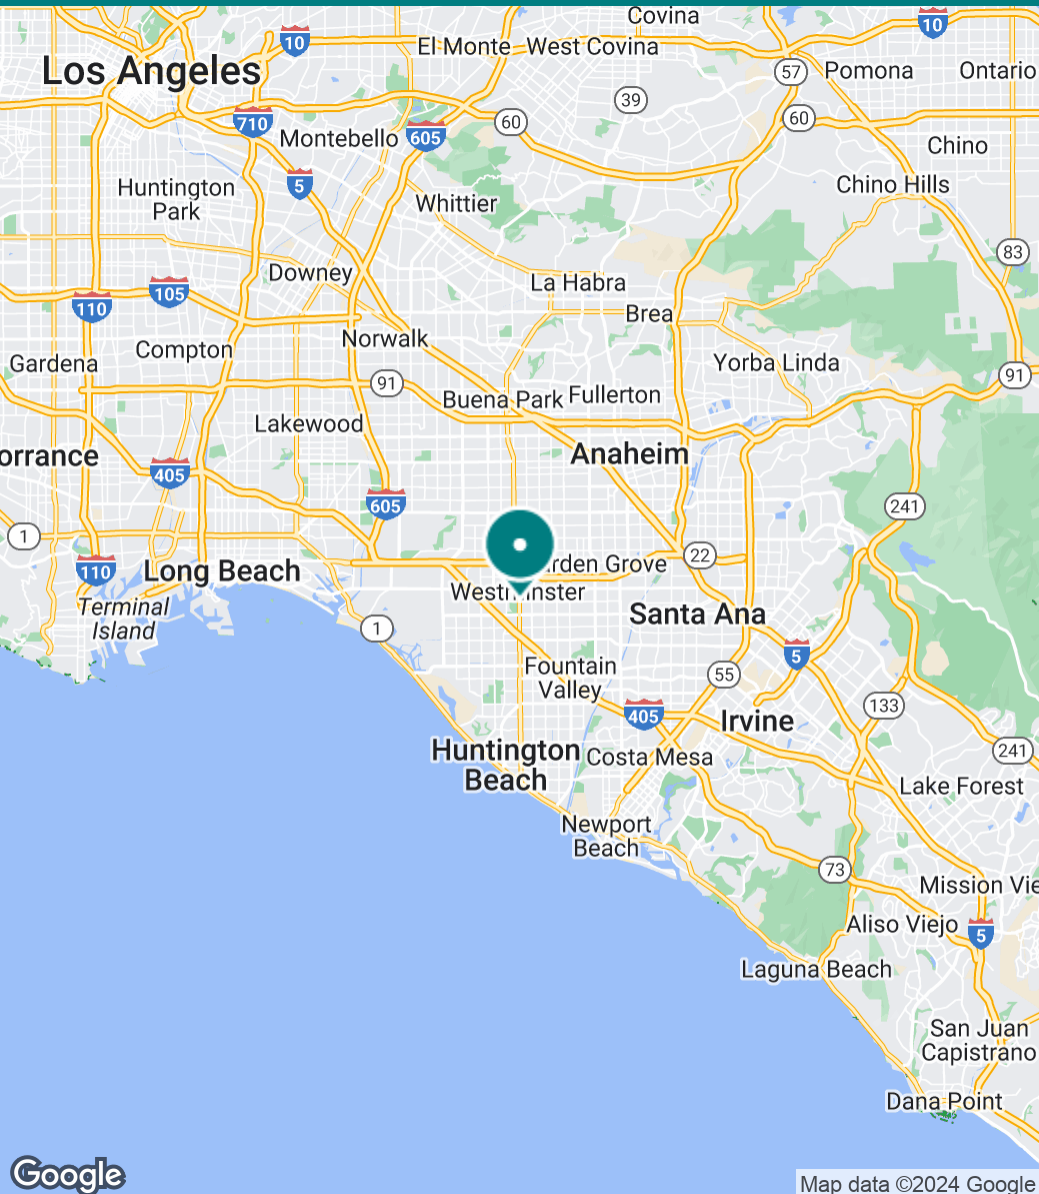 Covina
10
10
El Monte
West Covina
Los Angeles
57
Pomona
Ontario
39
60
60
710
Montebello
605
Chino
5
Huntington
Park
Whittier
Chino Hills
83
Downey
La Habra
105
110
Brea
Norwalk
Compton
Gardena
Yorba Linda
91
91
Buena Park
Fullerton
Lakewood
orrance
Anaheim
405
605
241
1
22
110
Long Beach
arden Grove
Westminster
Terminal
Island
Santa Ana
1
5
Fountain
Valley
55
133
405
Irvine
Huntington
Beach
Costa Mesa
241
Lake Forest
Newport
Beach
73
Mission Vie
Aliso Viejo
5
Laguna Beach
San Juan
Capistrano
Dana Point
Google
Map data ©2024 Google